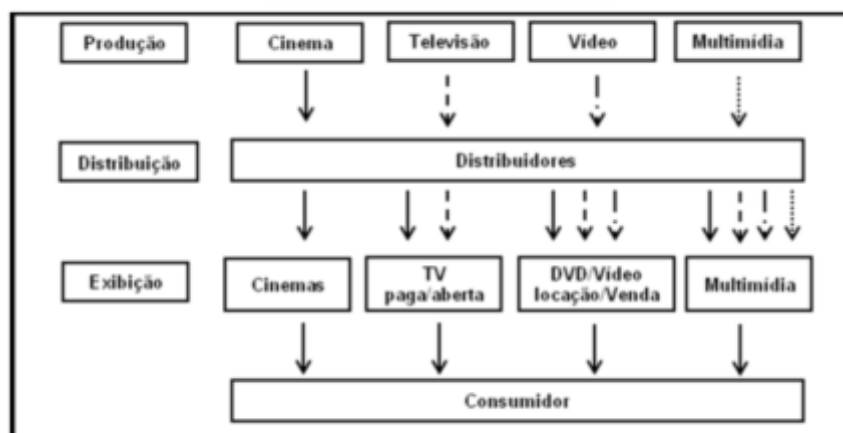 Produção
Cinema
Televisão
Vídeo
Multimídia
Distribuição
Distribuidores
Exibição
Cinemas
TV
paga/aberta
DVD/Vídeo
locação/Venda
Multimídia
Consumidor